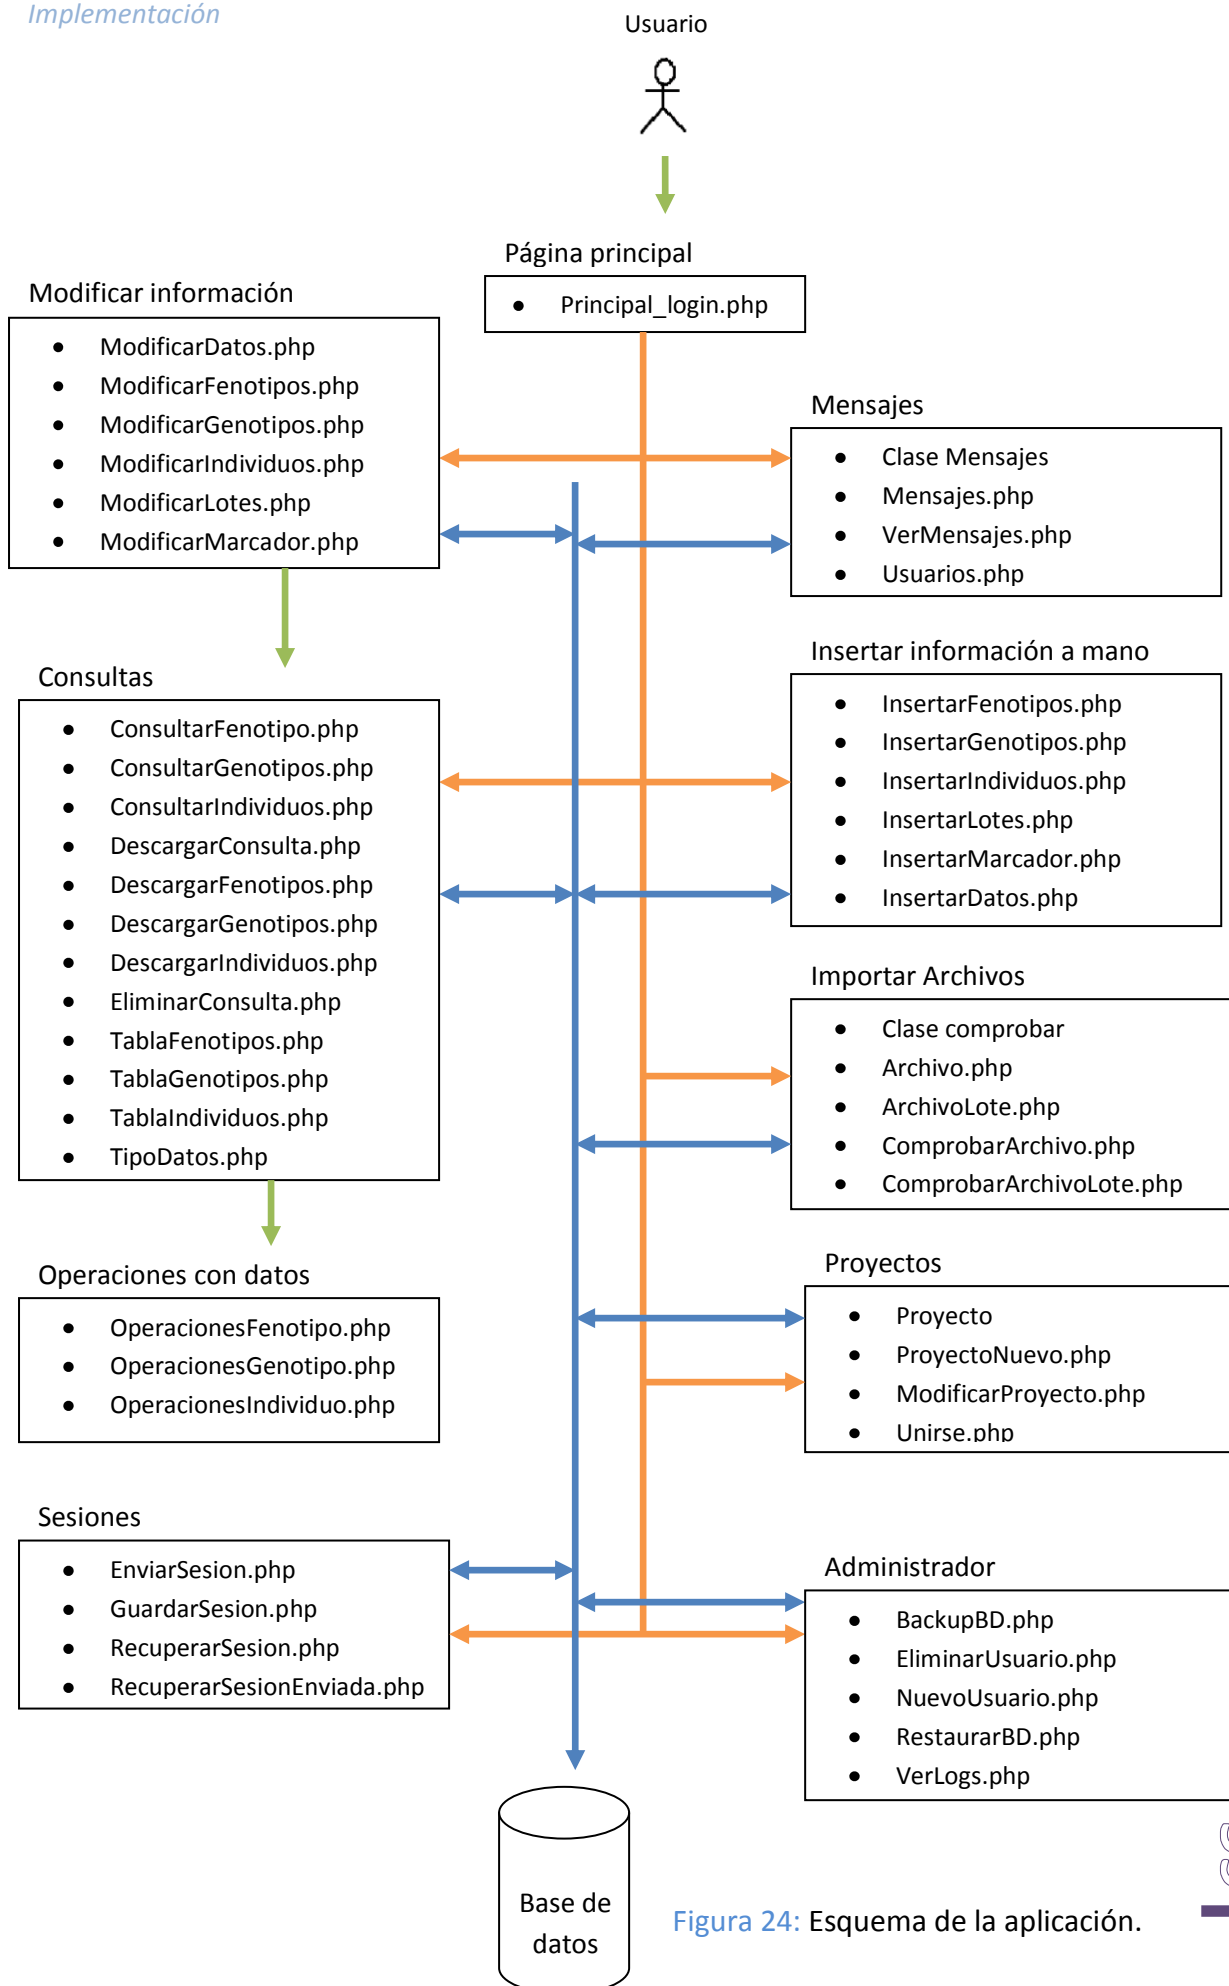 Implementación
Usuario
Página principal
• Principal_login.php
Modificar información
• ModificarDatos.php
• ModificarFenotipos.php
• ModificarGenotipos.php
• ModificarIndividuos.php
• ModificarLotes.php
• ModificarMarcador.php
Mensajes
• Clase Mensajes
• Mensajes.php
• VerMensajes.php
• Usuarios.php
Consultas
• ConsultarFenotipo.php
• ConsultarGenotipos.php
• ConsultarIndividuos.php
• DescargarConsulta.php
• DescargarFenotipos.php
• DescargarGenotipos.php
• DescargarIndividuos.php
• EliminarConsulta.php
• TablaFenotipos.php
• TablaGenotipos.php
• TablaIndividuos.php
• TipoDatos.php
Insertar información a mano
• InsertarFenotipos.php
• InsertarGenotipos.php
• InsertarIndividuos.php
• InsertarLotes.php
• InsertarMarcador.php
• InsertarDatos.php
Importar Archivos
• Clase comprobar
• Archivo.php
• ArchivoLote.php
• ComprobarArchivo.php
• ComprobarArchivoLote.php
Operaciones con datos
• OperacionesFenotipo.php
• OperacionesGenotipo.php
• OperacionesIndividuo.php
Proyectos
• Proyecto
• ProyectoNuevo.php
• ModificarProyecto.php
• Unirse.php
Sesiones
• EnviarSesion.php
• GuardarSesion.php
• RecuperarSesion.php
• RecuperarSesionEnviada.php
Administrador
• BackupBD.php
• EliminarUsuario.php
• NuevoUsuario.php
• RestaurarBD.php
• VerLogs.php
Base de
datos
Figura 24: Esquema de la aplicación.